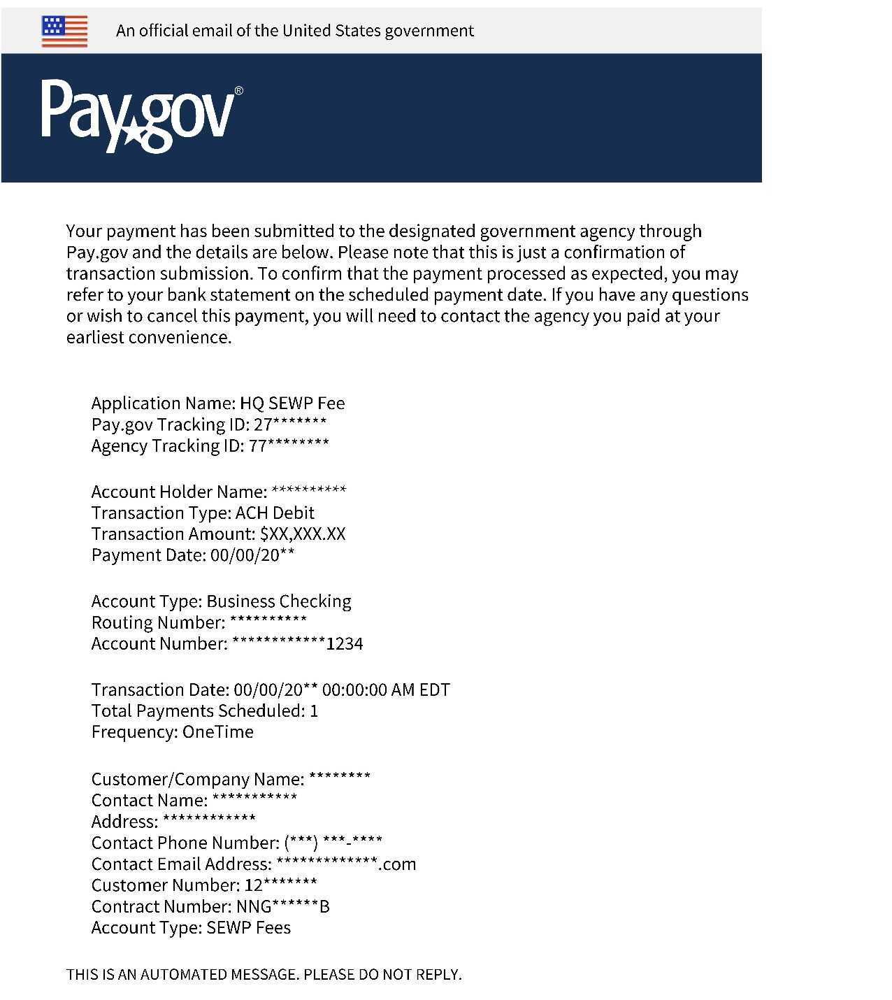 An official email of the United States government
Pay.gov®
Your payment has been submitted to the designated government agency through
Pay.gov and the details are below. Please note that this is just a confirmation of
transaction submission. To confirm that the payment processed as expected, you may
refer to your bank statement on the scheduled payment date. If you have any questions
or wish to cancel this payment, you will need to contact the agency you paid at your
earliest convenience.
Application Name: HQ SEWP Fee
Pay.gov Tracking ID: 27*******
Agency Tracking ID: 77********
Account Holder Name: **********
Transaction Type: ACH Debit
Transaction Amount: $XX,XXX.XX
Payment Date: 00/00/20**
Account Type: Business Checking
Routing Number: **********
Account Number: ************1234
Transaction Date: 00/00/20** 00:00:00 AM EDT
Total Payments Scheduled: 1
Frequency: OneTime
Customer/Company Name: ********
Contact Name: ***********
Address: ************
Contact Phone Number: (***) ***-****
Contact Email Address: *************.com
Customer Number: 12*******
Contract Number: NNG******B
Account Type: SEWP Fees
THIS IS AN AUTOMATED MESSAGE. PLEASE DO NOT REPLY.